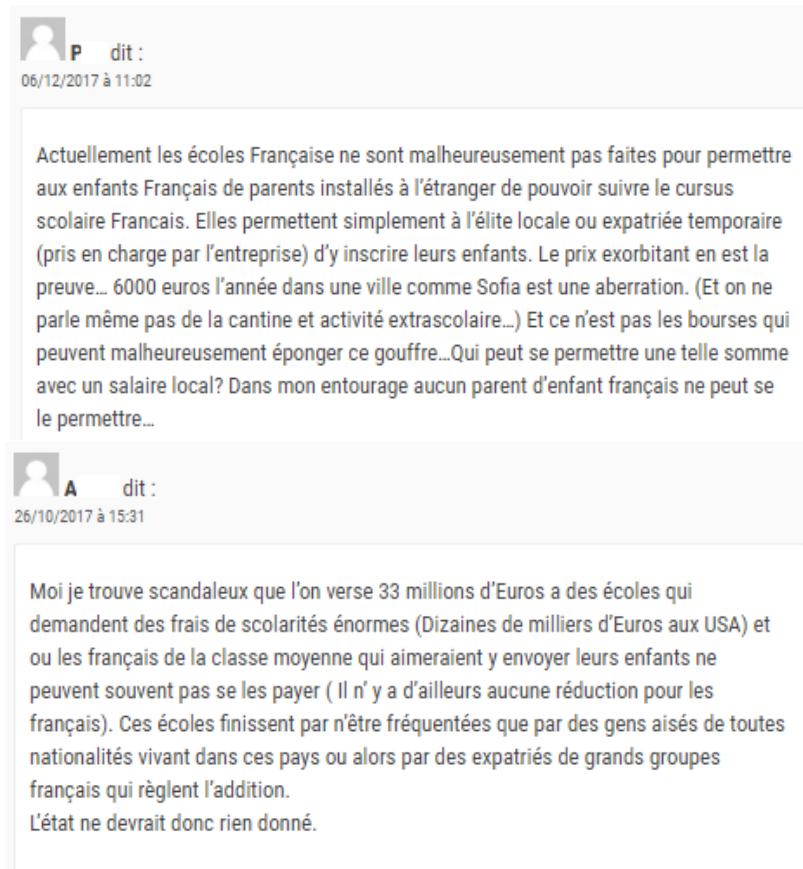 P dit :
06/12/2017 à 11:02
Actuellement les écoles Française ne sont malheureusement pas faites pour permettre
aux enfants Français de parents installés à l'étranger de pouvoir suivre le cursus
scolaire Francais. Elles permettent simplement à l'élite locale ou expatriée temporaire
(pris en charge par l'entreprise) d'y inscrire leurs enfants. Le prix exorbitant en est la
preuve… 6000 euros l'année dans une ville comme Sofia est une aberration. (Et on ne
parle même pas de la cantine et activité extrascolaire…) Et ce n'est pas les bourses qui
peuvent malheureusement éponger ce gouffre…Qui peut se permettre une telle somme
avec un salaire local? Dans mon entourage aucun parent d'enfant français ne peut se
le permettre…
A dit :
26/10/2017 à 15:31
Moi je trouve scandaleux que l'on verse 33 millions d'Euros a des écoles qui
demandent des frais de scolarités énormes (Dizaines de milliers d'Euros aux USA) et
ou les français de la classe moyenne qui aimeraient y envoyer leurs enfants ne
peuvent souvent pas se les payer ( Il n' y a d'ailleurs aucune réduction pour les
français). Ces écoles finissent par n'être fréquentées que par des gens aisés de toutes
nationalités vivant dans ces pays ou alors par des expatriés de grands groupes
français qui règlent l'addition.
L'état ne devrait donc rien donné.